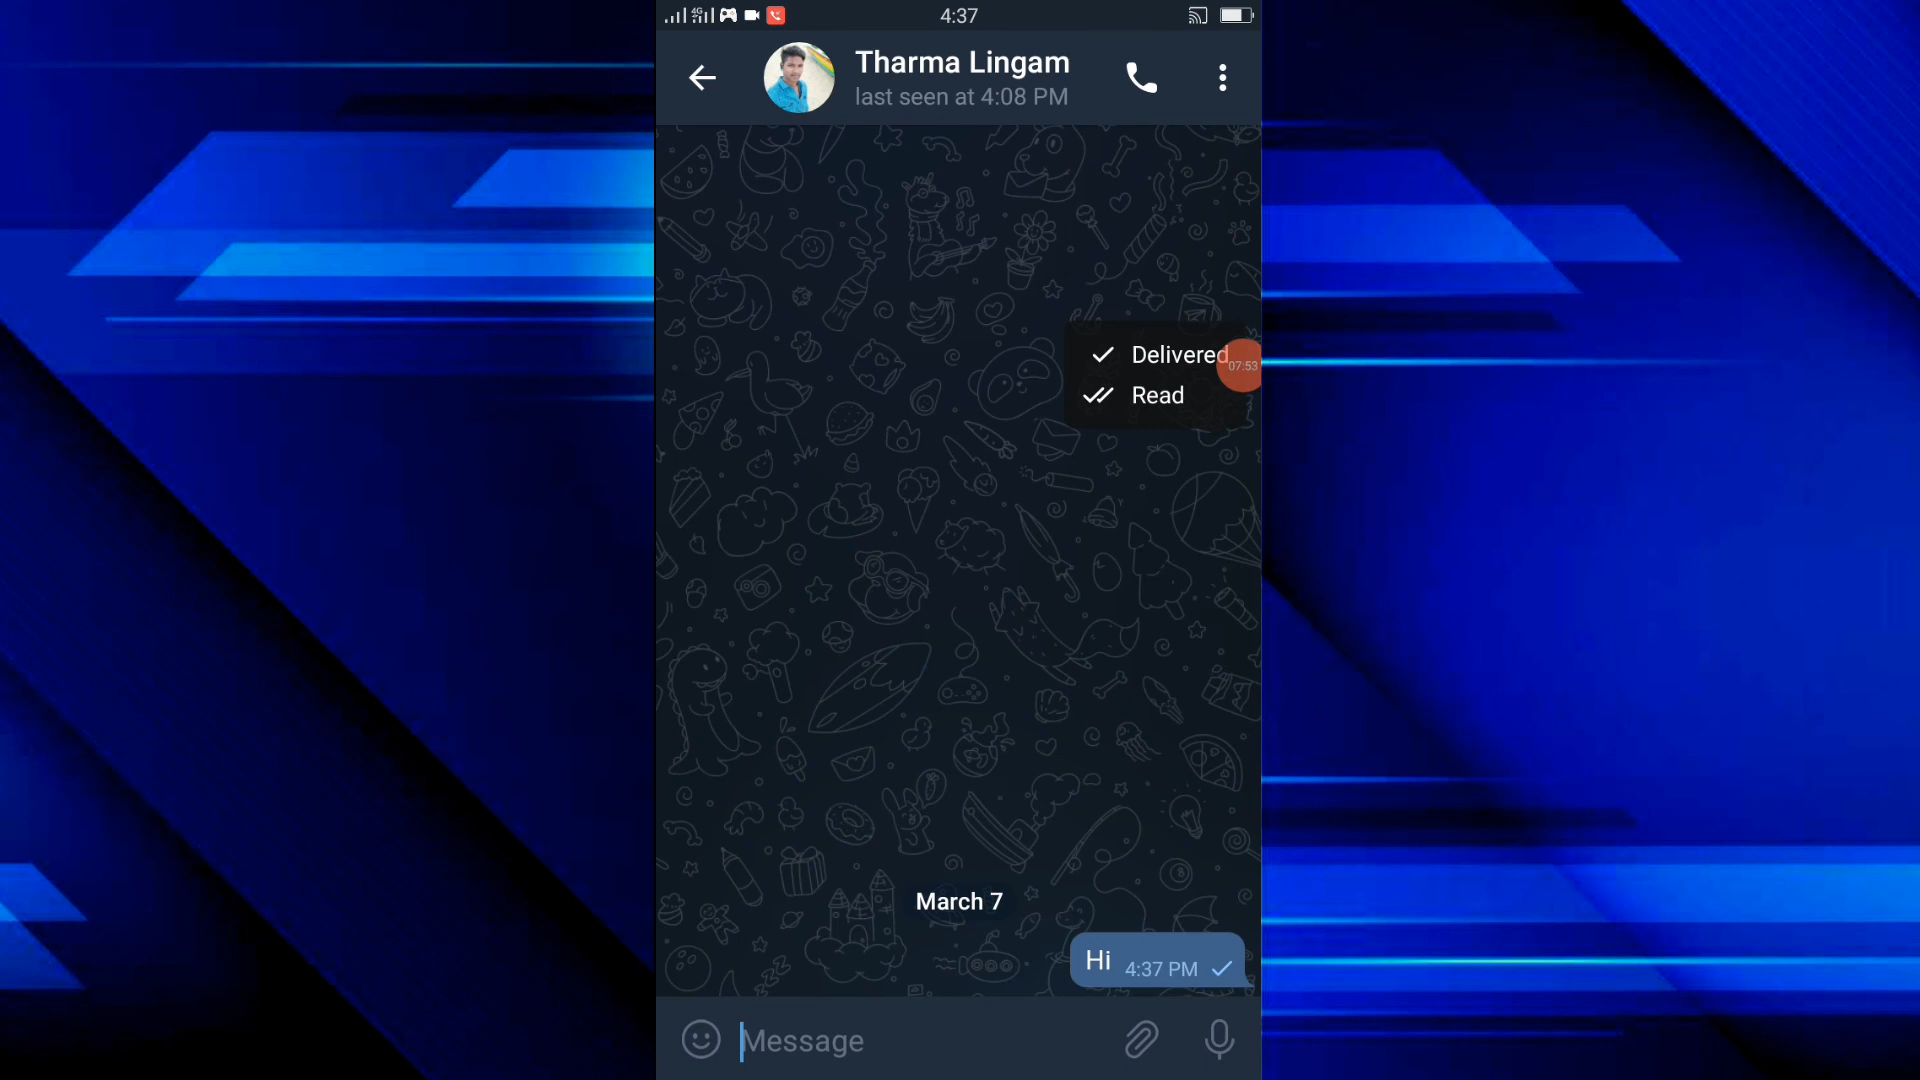 4G
4:37
Tharma Lingam
last seen at 4:08 PM
Delivered
07:53
Read
March 7
Hi 4:37 PM
Message